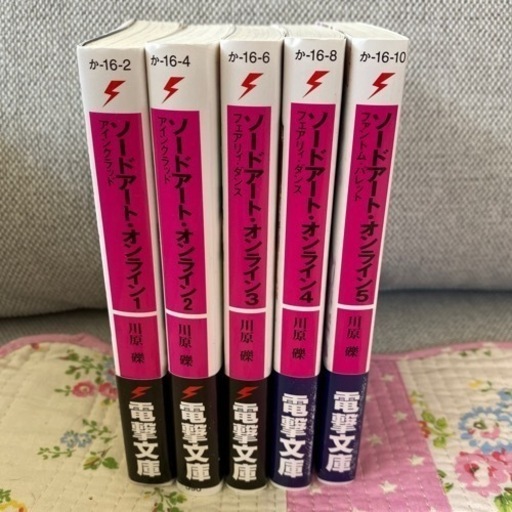 か-16-2
ソードアート・オンライン1
アインクラッド
川原 礫
電撃文庫
か-16-4
ソードアート・オンライン2
アインクラッド
川原 礫
電撃文庫
か-16-6
ソードアート・オンライン3
フェアリィ・ダンス
川原 礫
電撃文庫
か-16-8
ソードアート・オンライン4
フェアリィ・ダンス
川原 礫
電撃文庫
か-16-10
ソードアート・オンライン5
ファントム・バレット
川原 礫
電撃文庫